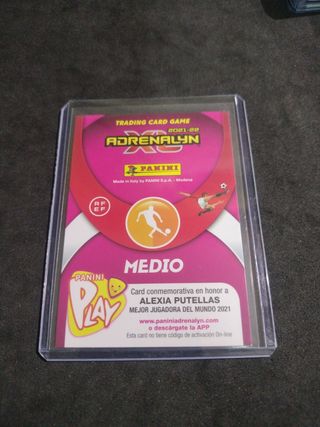 TRADING CARD GAME
2021-22
ADRENALYN
XL
PANINI
Made in Italy by PANINI S.p.A. - Modena
RF
EF
MEDIO
PANINI
PLAY
Card conmemorativa en honor a
ALEXIA PUTELLAS
MEJOR JUGADORA DEL MUNDO 2021
www.paniniadrenalyn.com
o descárgate la APP
Esta card no tiene código de activación On-line